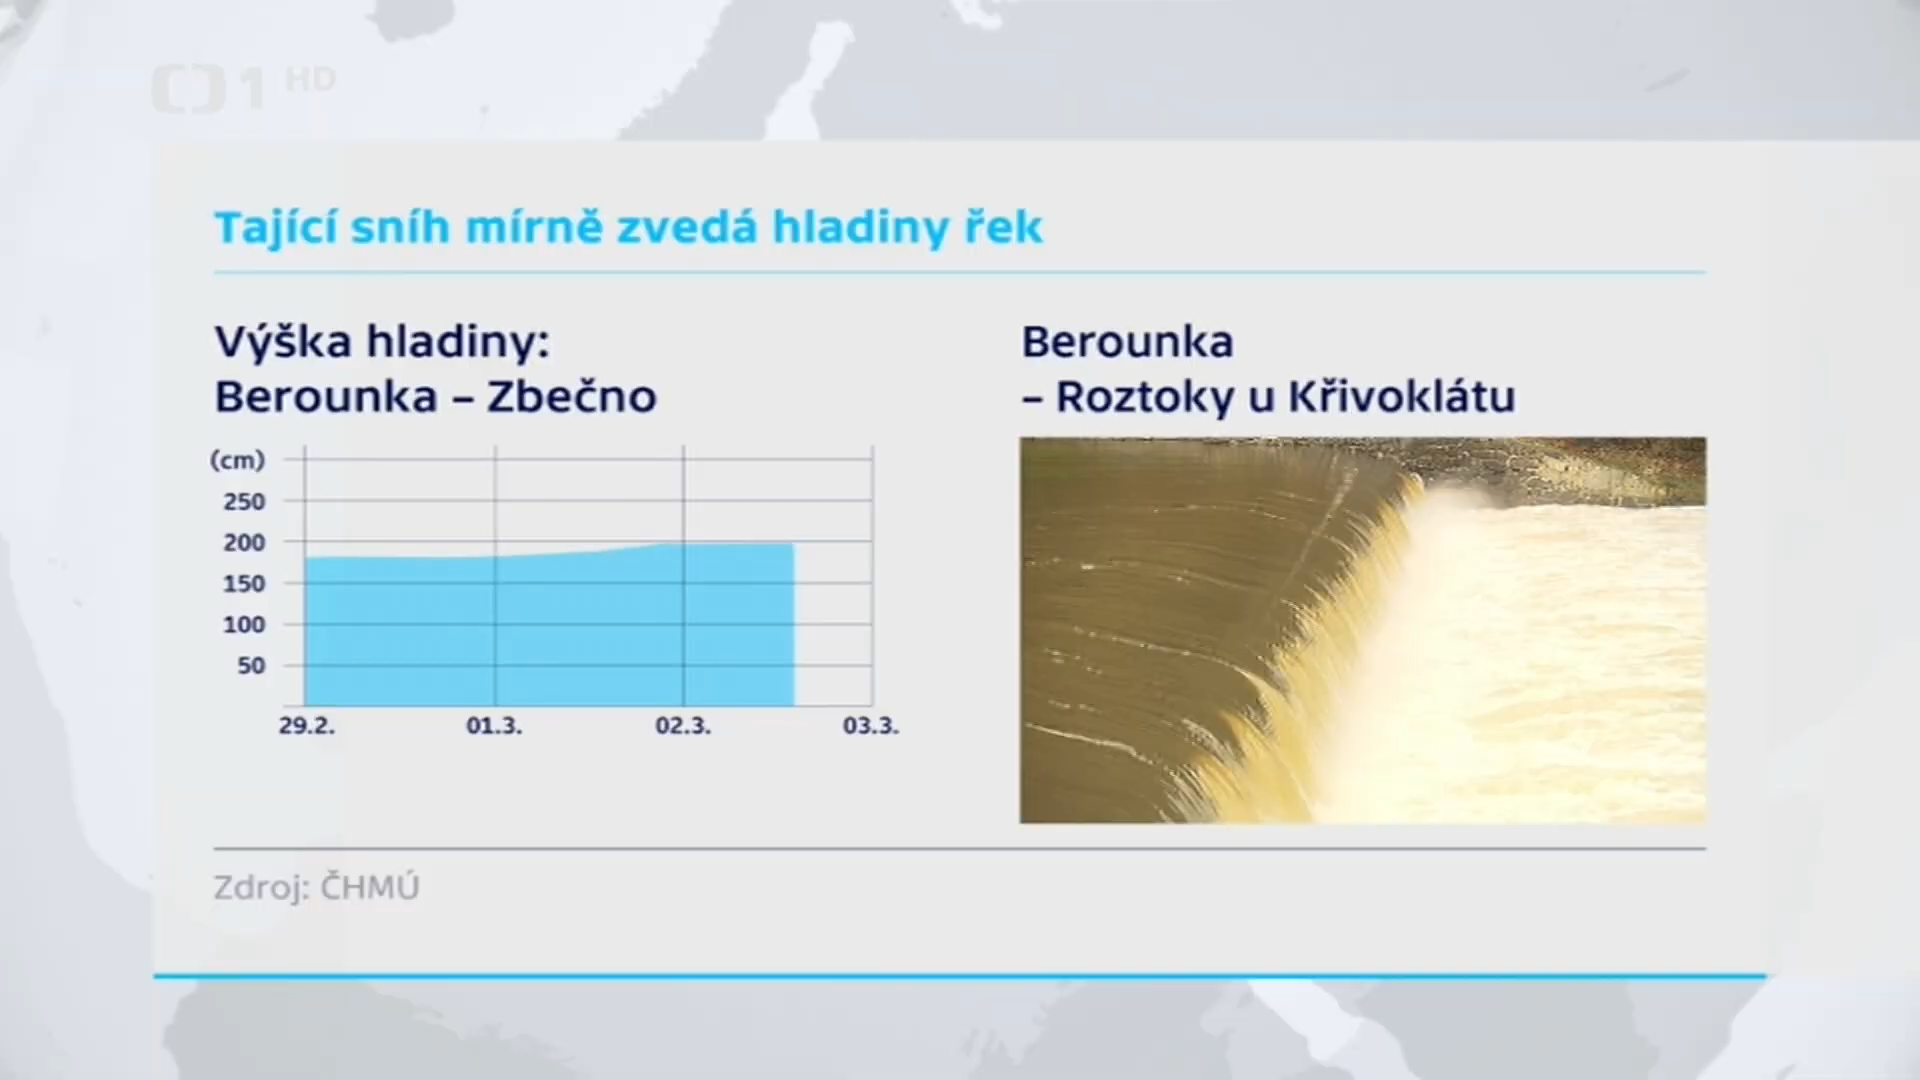 1 HD
Tající sníh mírně zvedá hladiny řek
Výška hladiny:
Berounka – Zbečno
(cm)
250
200
150
100
50
29.2. 01.3. 02.3. 03.3.
Berounka
– Roztoky u Křivoklátu
Zdroj: ČHMÚ